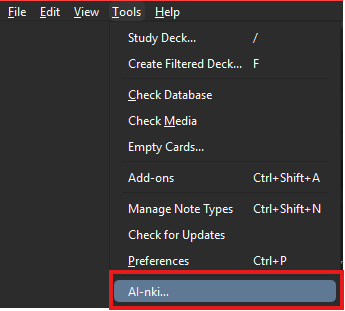 File Edit View Tools Help
Study Deck... /
Create Filtered Deck... F
Check Database
Check Media
Empty Cards...
Add-ons Ctrl+Shift+A
Manage Note Types Ctrl+Shift+N
Check for Updates
Preferences Ctrl+P
AI-nki...